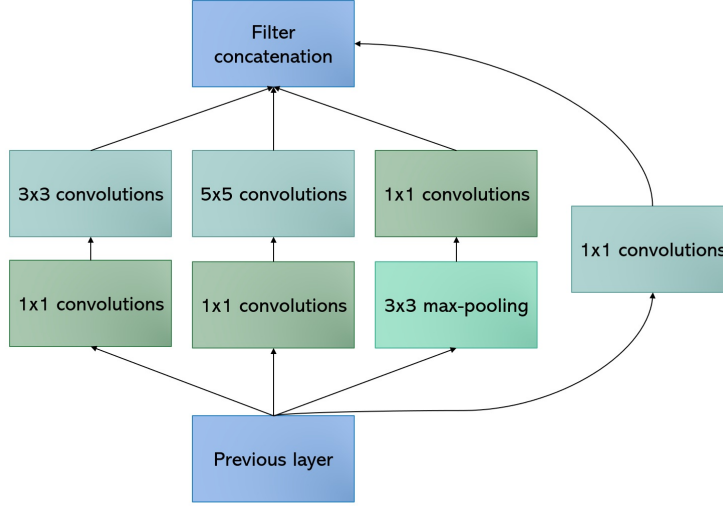 Filter
concatenation
3x3 convolutions
5x5 convolutions
1x1 convolutions
1x1 convolutions
1x1 convolutions
1x1 convolutions
3x3 max-pooling
Previous layer